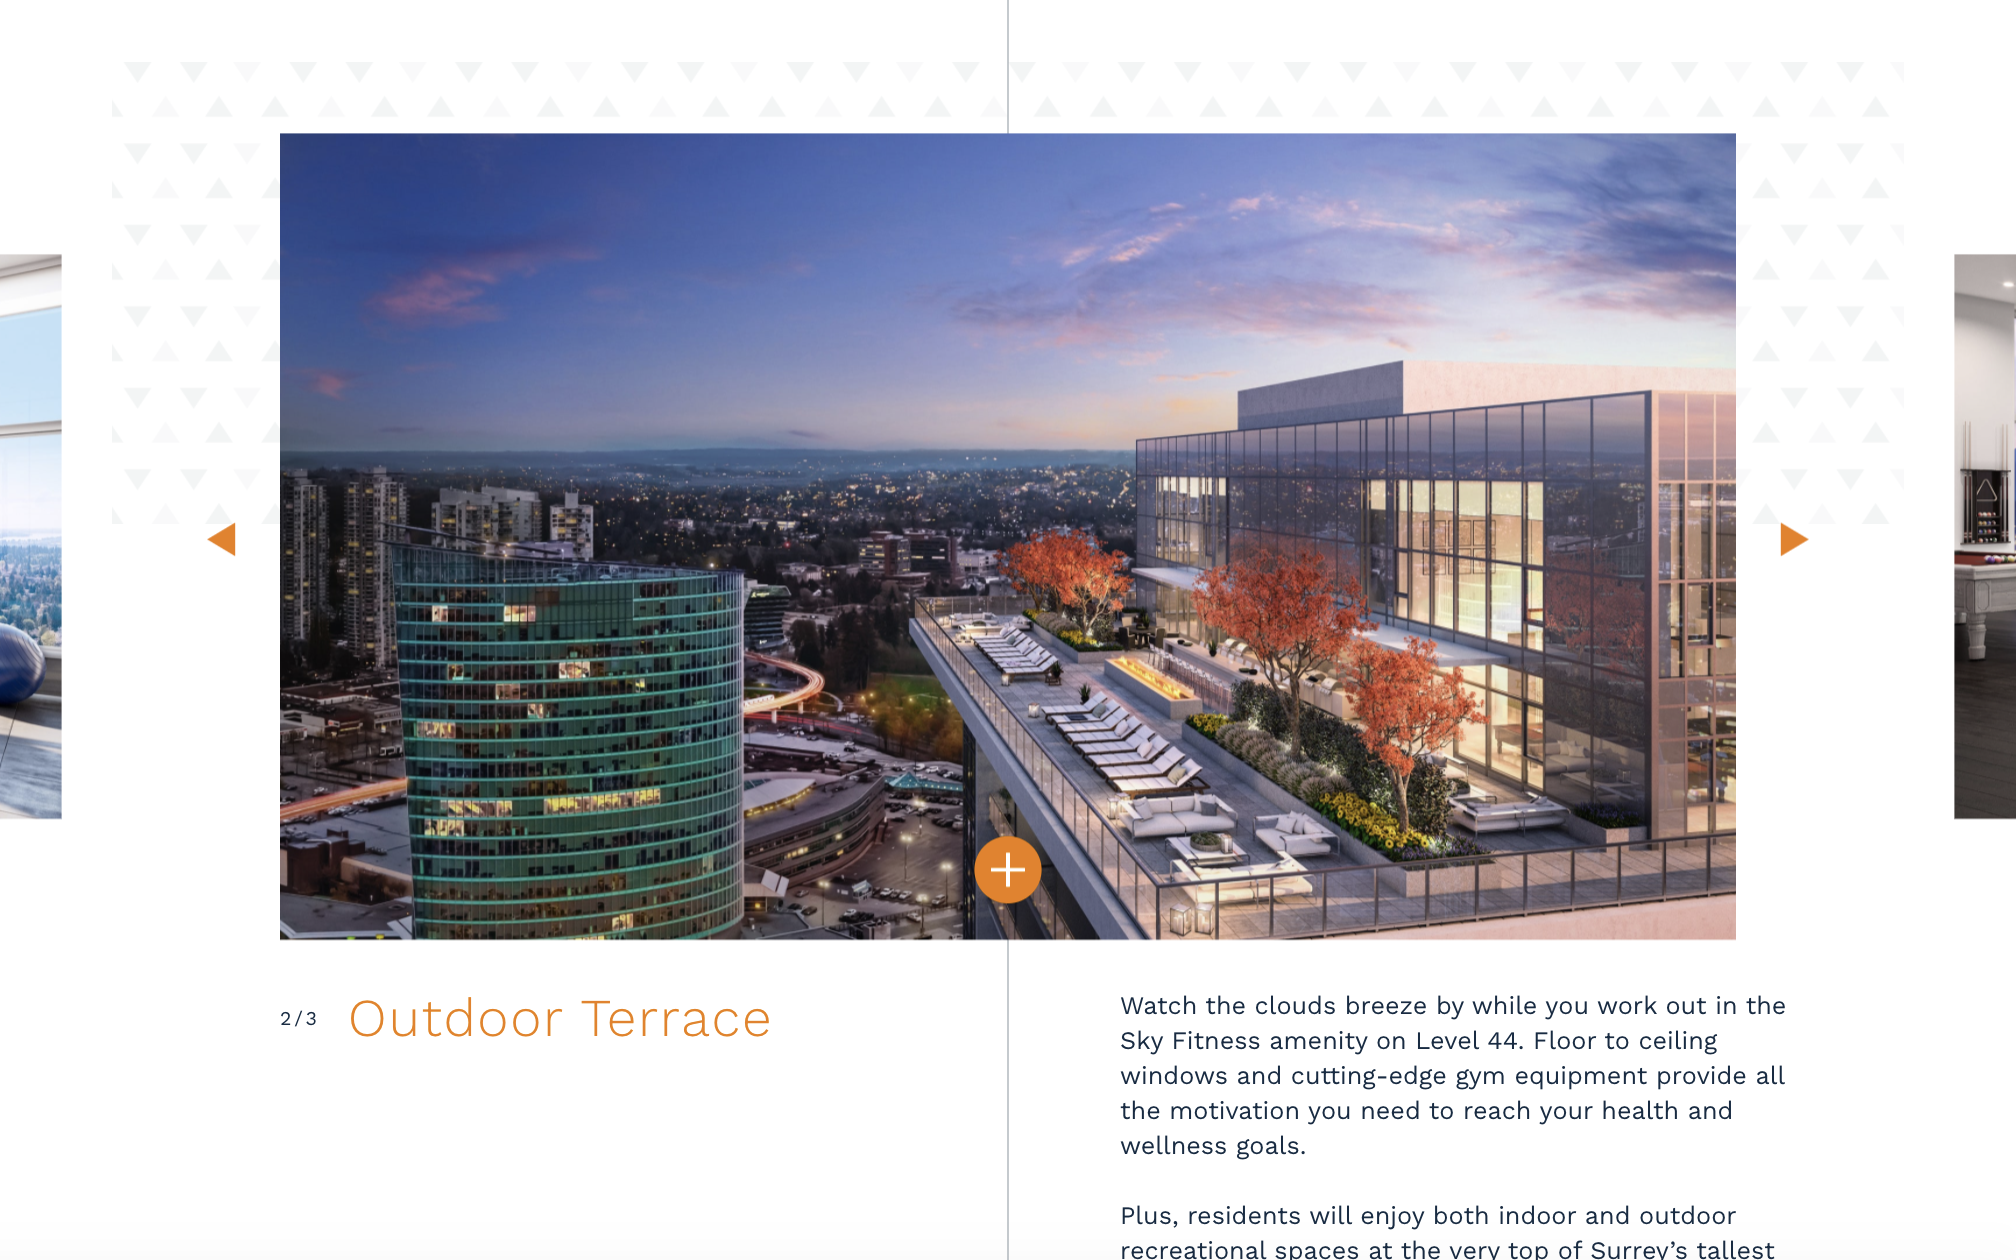 2/3 Outdoor Terrace
Watch the clouds breeze by while you work out in the
Sky Fitness amenity on Level 44. Floor to ceiling
windows and cutting-edge gym equipment provide all
the motivation you need to reach your health and
wellness goals.
Plus, residents will enjoy both indoor and outdoor
recreational spaces at the very top of Surrey’s tallest